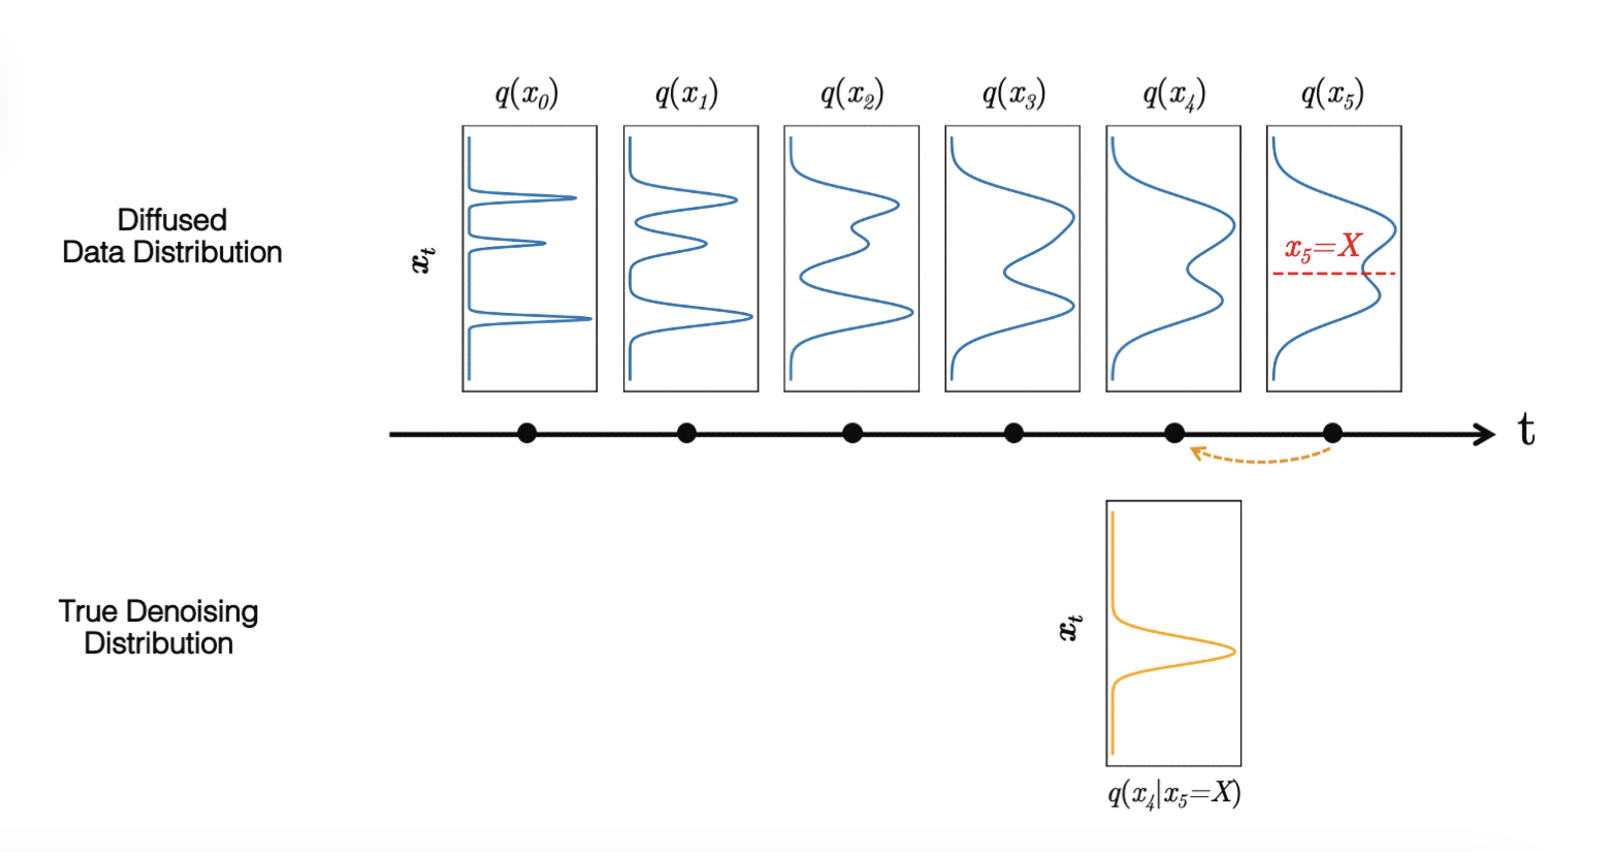 q(x₀) q(x₁) q(x₂) q(x₃) q(x₄) q(x₅)
Diffused
Data Distribution
xₜ
x₅=X
t
True Denoising
Distribution
xₜ
q(x₄|x₅=X)